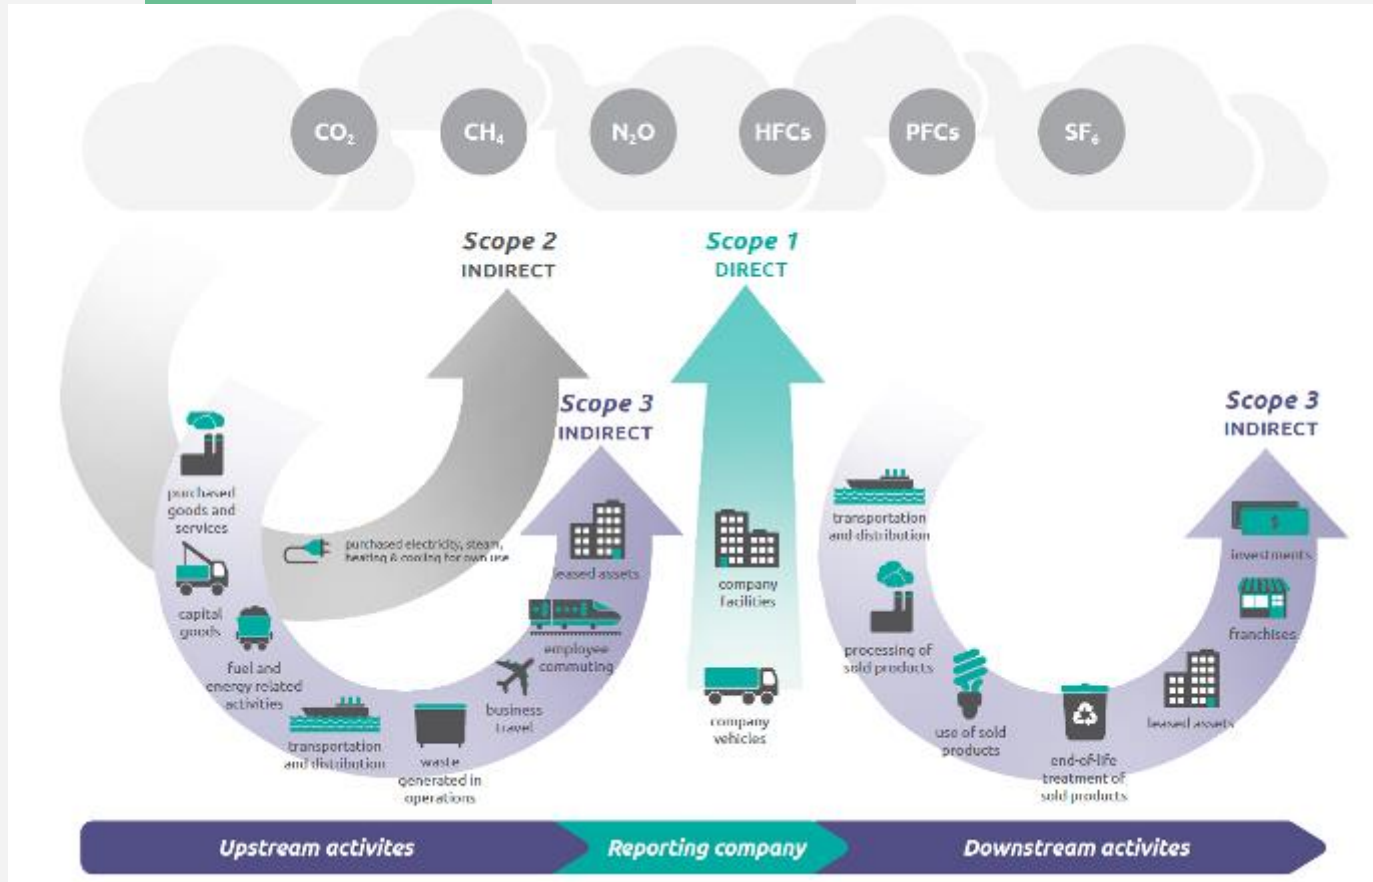 CO₂
CH₄
N₂O
HFCs
PFCs
SF₆
Scope 2
INDIRECT
Scope 1
DIRECT
Scope 3
INDIRECT
Scope 3
INDIRECT
purchased
goods and
services
capital
goods
fuel and
energy related
activities
transportation
and distribution
waste
generated in
operations
business
travel
employee
commuting
leased assets
purchased electricity, steam,
heating & cooling for own use
company
facilities
company
vehicles
transportation
and distribution
processing of
sold products
use of sold
products
end-of-life
treatment of
sold products
leased assets
franchises
$
investments
Upstream activites
Reporting company
Downstream activites